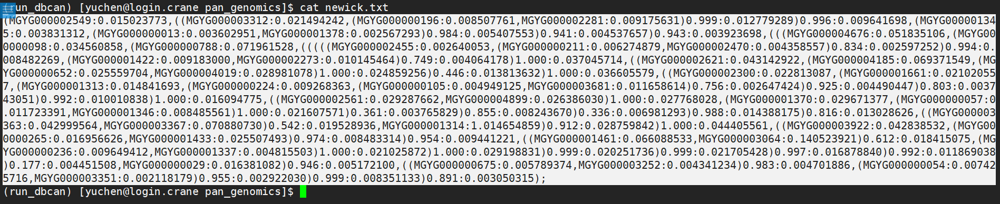 (run_dbcan) [yuchen@login.crane pan_genomics]$ cat newick.txt
(MGYG000002549:0.015023773,((MGYG000003312:0.021494242,(MGYG000000196:0.008507761,MGYG000002281:0.009175631)0.999:0.012779289)0.996:0.009641698,(MGYG00000134
5:0.003831312,(MGYG000000013:0.003602951,MGYG000001378:0.002567293)0.984:0.005407553)0.941:0.004537657)0.943:0.003923698,(((MGYG000004676:0.051835106,(MGYG00
0000098:0.034560858,(MGYG000000788:0.071961528,(((((MGYG000002455:0.002640053,(MGYG000000211:0.006274879,MGYG000002470:0.004358557)0.834:0.002597252)0.994:0.
008482269,(MGYG000001422:0.009183000,MGYG000002273:0.010145464)0.749:0.004064178)1.000:0.037045714,((MGYG000002621:0.043142922,(MGYG000004185:0.069371549,(MG
YG000000652:0.025559704,MGYG000004019:0.028981078)1.000:0.024859256)0.446:0.013813632)1.000:0.036605579,((MGYG000002300:0.022813087,(MGYG000001661:0.02102055
7,(MGYG000001313:0.014841693,(MGYG000000224:0.009268363,(MGYG000000105:0.004949125,MGYG000003681:0.011658614)0.756:0.002647424)0.925:0.004490447)0.803:0.0037
43051)0.992:0.010010838)1.000:0.016094775,((MGYG000002561:0.029287662,MGYG000004899:0.026386030)1.000:0.027768028,(MGYG000001370:0.029671377,(MGYG000000057:0
.011723391,MGYG000001346:0.008485561)1.000:0.021607571)0.361:0.003765829)0.855:0.008243670)0.336:0.006981293)0.988:0.014388175)0.816:0.013028626,((MGYG000003
363:0.042999564,MGYG000003367:0.070880730)0.542:0.019528936,MGYG000001314:1.014654859)0.912:0.028759842)1.000:0.044405561,((MGYG000003922:0.042838532,(MGYG00
0000265:0.016956626,MGYG000001433:0.025507493)0.974:0.008483314)0.954:0.009441221,((MGYG000001461:0.066088533,MGYG000003064:0.140523921)0.612:0.018415075,(MG
YG000000236:0.009649412,MGYG000001337:0.004815503)1.000:0.021025872)1.000:0.029198831)0.999:0.020251736)0.999:0.021705428)0.997:0.016878840)0.992:0.011869038
)0.177:0.004451508,MGYG000000029:0.016381082)0.946:0.005172100,((MGYG000000675:0.005789374,MGYG000003252:0.004341234)0.983:0.004701886,(MGYG000000054:0.00742
5716,MGYG000003351:0.002118179)0.955:0.002922030)0.999:0.008351133)0.891:0.003050315);
(run_dbcan) [yuchen@login.crane pan_genomics]$